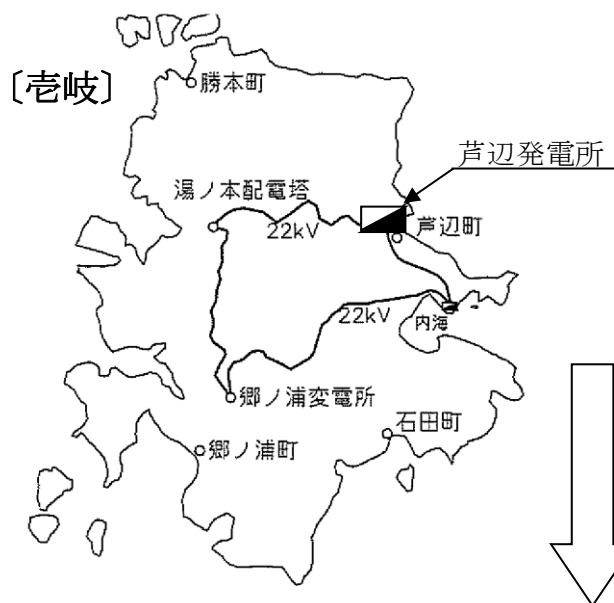 〔壱岐〕
勝本町
芦辺発電所
湯ノ本配電塔
22kV
芦辺町
22kV
内海
郷ノ浦変電所
石田町
郷ノ浦町